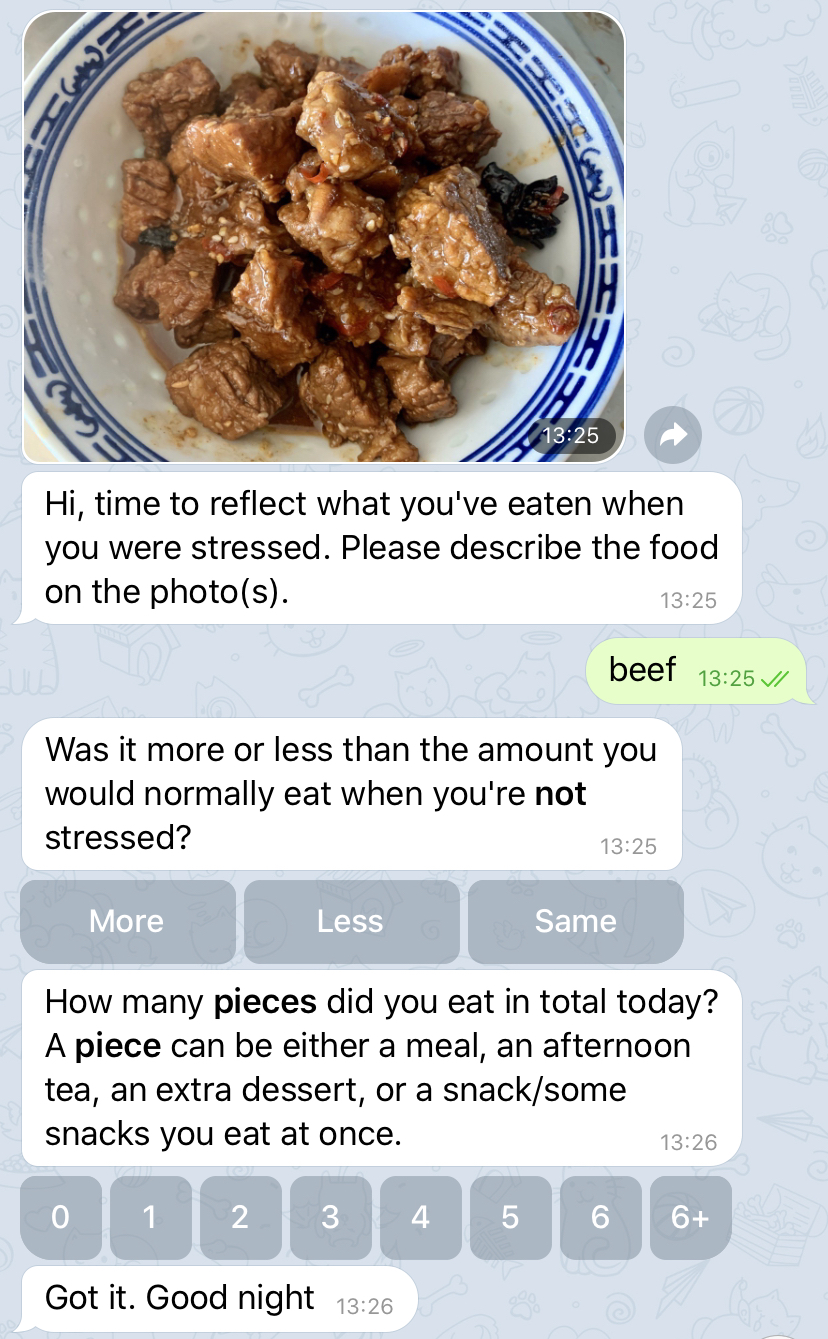 13:25
Hi, time to reflect what you've eaten when
you were stressed. Please describe the food
on the photo(s).
13:25
beef 13:25
Was it more or less than the amount you
would normally eat when you're not
stressed?
13:25
More Less Same
How many pieces did you eat in total today?
A piece can be either a meal, an afternoon
tea, an extra dessert, or a snack/some
snacks you eat at once.
13:26
0 1 2 3 4 5 6 6+
Got it. Good night 13:26